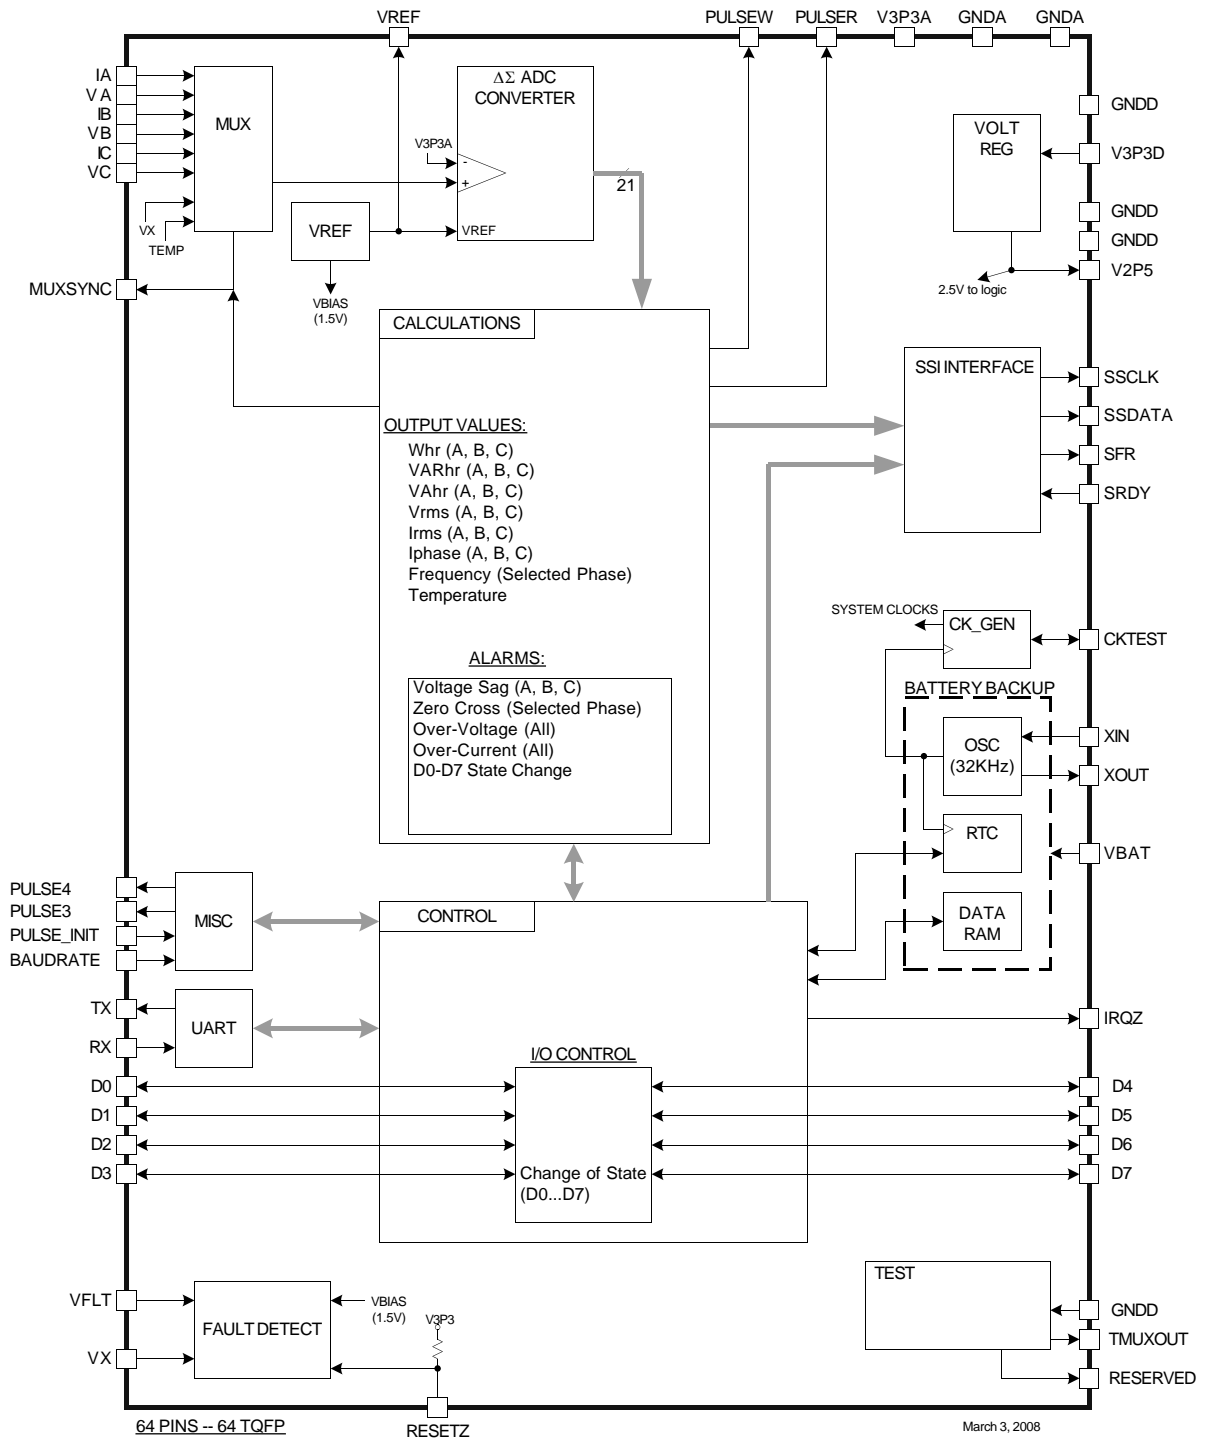 VREF
PULSEW
PULSER
V3P3A
GNDA
GNDA
IA
VA
IB
VB
IC
VC
MUX
VX
TEMP
MUXSYNC
ΔΣ ADC
CONVERTER
V3P3A
-
+
VREF
VREF
VBIAS
(1.5V)
21
VOLT
REG
GNDD
V3P3D
GNDD
GNDD
V2P5
2.5V to logic
CALCULATIONS
OUTPUT VALUES:
Whr (A, B, C)
VARhr (A, B, C)
VAhr (A, B, C)
Vrms (A, B, C)
Irms (A, B, C)
Iphase (A, B, C)
Frequency (Selected Phase)
Temperature
ALARMS:
Voltage Sag (A, B, C)
Zero Cross (Selected Phase)
Over-Voltage (All)
Over-Current (All)
D0-D7 State Change
SSI INTERFACE
SSCLK
SSDATA
SFR
SRDY
SYSTEM CLOCKS
CK_GEN
CKTEST
BATTERY BACKUP
OSC
(32KHz)
XIN
XOUT
RTC
VBAT
DATA
RAM
PULSE4
PULSE3
PULSE_INIT
BAUDRATE
MISC
CONTROL
TX
RX
UART
IRQZ
I/O CONTROL
D0
D1
D2
D3
Change of State
(D0...D7)
D4
D5
D6
D7
VFLT
VX
FAULT DETECT
VBIAS
(1.5V)
V3P3
RESETZ
TEST
GNDD
TMUXOUT
RESERVED
64 PINS -- 64 TQFP
March 3, 2008